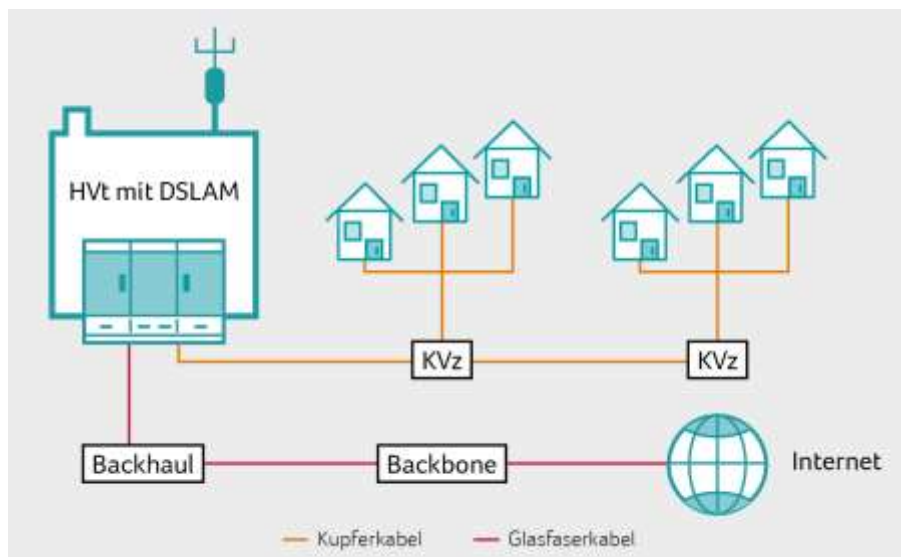 HVt mit DSLAM
KVz
KVz
Backhaul
Backbone
Internet
Kupferkabel
Glasfaserkabel